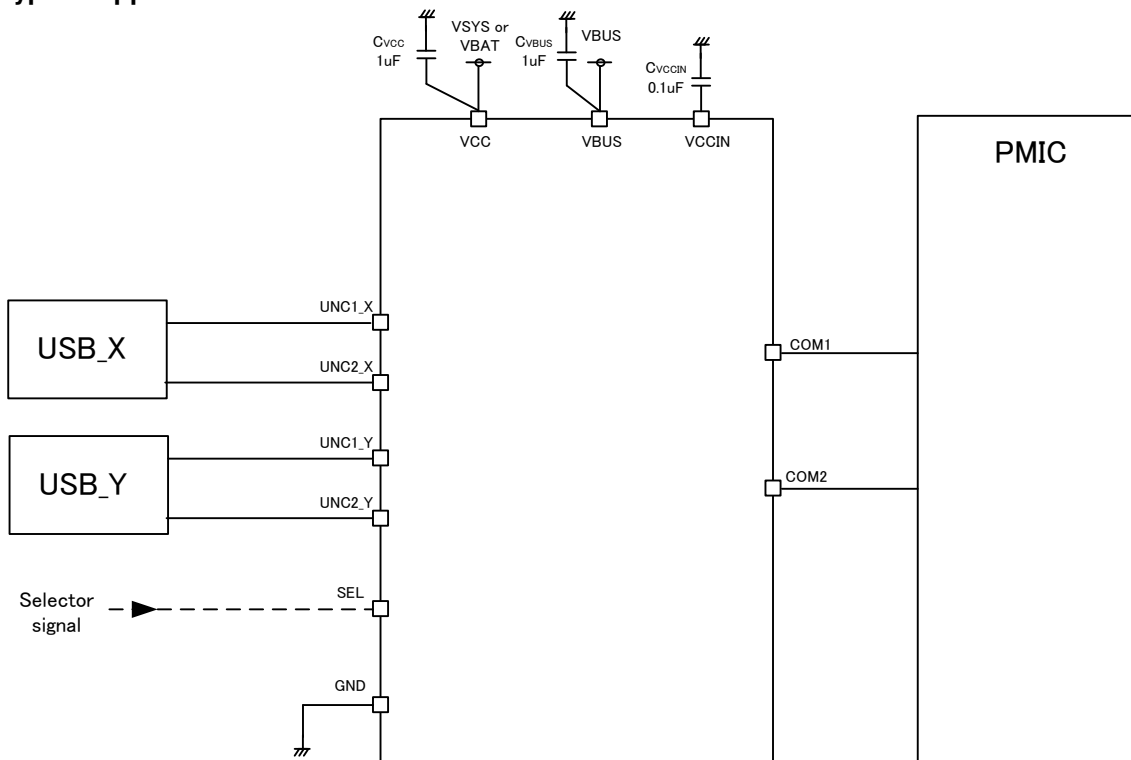 CVCC
1uF
VSYS or
VBAT
CVBUS
1uF
VBUS
CVCCIN
0.1uF
VCC
VBUS
VCCIN
PMIC
UNC1_X
USB_X
UNC2_X
COM1
UNC1_Y
USB_Y
COM2
UNC2_Y
SEL
Selector
signal
GND